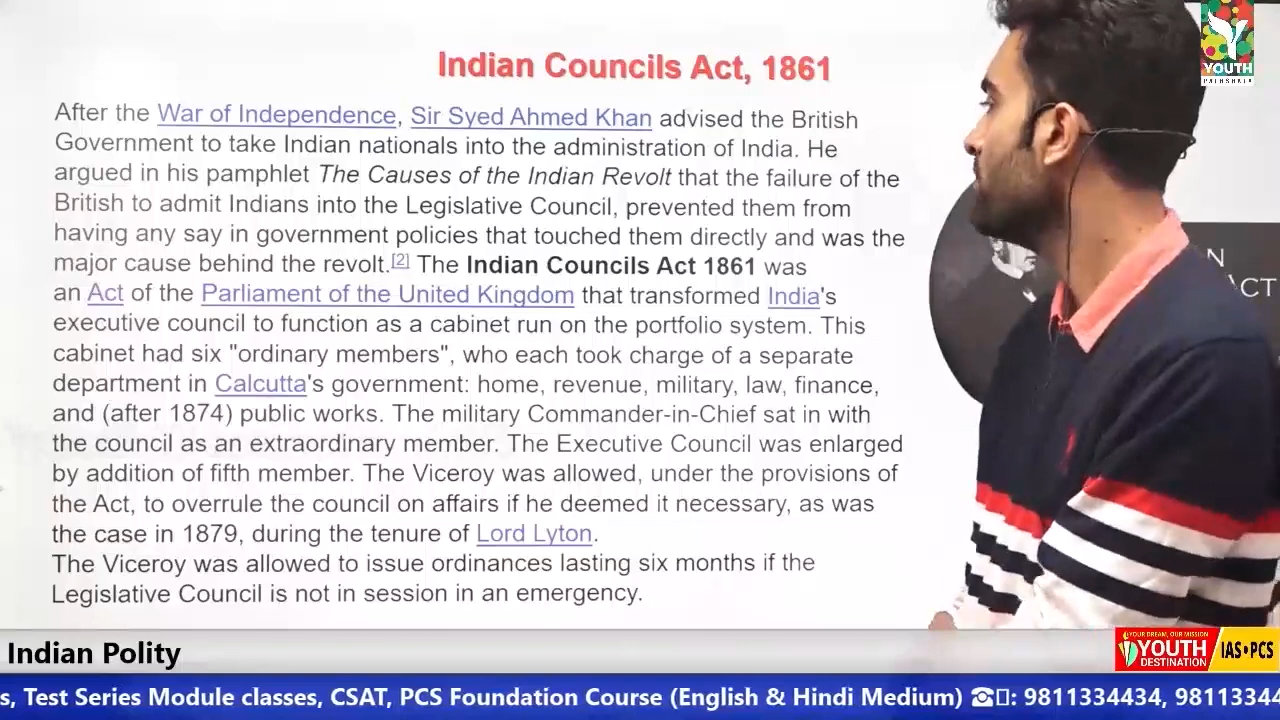 Indian Councils Act, 1861
After the War of Independence, Sir Syed Ahmed Khan advised the British
Government to take Indian nationals into the administration of India. He
argued in his pamphlet The Causes of the Indian Revolt that the failure of the
British to admit Indians into the Legislative Council, prevented them from
having any say in government policies that touched them directly and was the
major cause behind the revolt.[2] The Indian Councils Act 1861 was
an Act of the Parliament of the United Kingdom that transformed India's
executive council to function as a cabinet run on the portfolio system. This
cabinet had six "ordinary members", who each took charge of a separate
department in Calcutta's government: home, revenue, military, law, finance,
and (after 1874) public works. The military Commander-in-Chief sat in with
the council as an extraordinary member. The Executive Council was enlarged
by addition of fifth member. The Viceroy was allowed, under the provisions of
the Act, to overrule the council on affairs if he deemed it necessary, as was
the case in 1879, during the tenure of Lord Lyton.
The Viceroy was allowed to issue ordinances lasting six months if the
Legislative Council is not in session in an emergency.
YOUTH
PATHSHALA
N
ACT
Indian Polity
YOUR DREAM, OUR MISSION
YOUTH
DESTINATION
IAS•PCS
s, Test Series Module classes, CSAT, PCS Foundation Course (English & Hindi Medium) ☎: 9811334434, 98113344